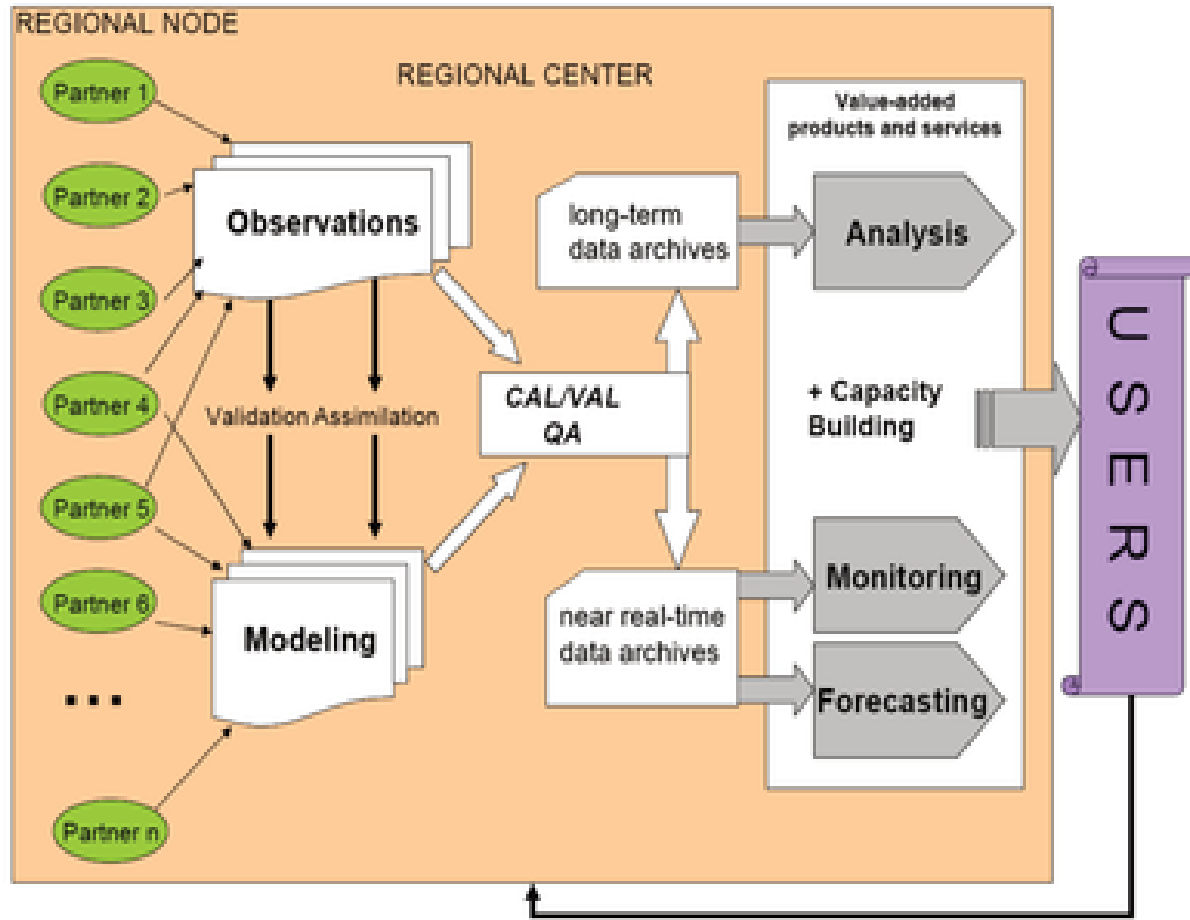 REGIONAL NODE
REGIONAL CENTER
Partner 1
Partner 2
Partner 3
Partner 4
Partner 5
Partner 6
...
Partner n
Observations
Validation Assimilation
Modeling
CAL/VAL
QA
long-term
data archives
near real-time
data archives
Value-added
products and services
Analysis
+ Capacity
Building
Monitoring
Forecasting
USERS